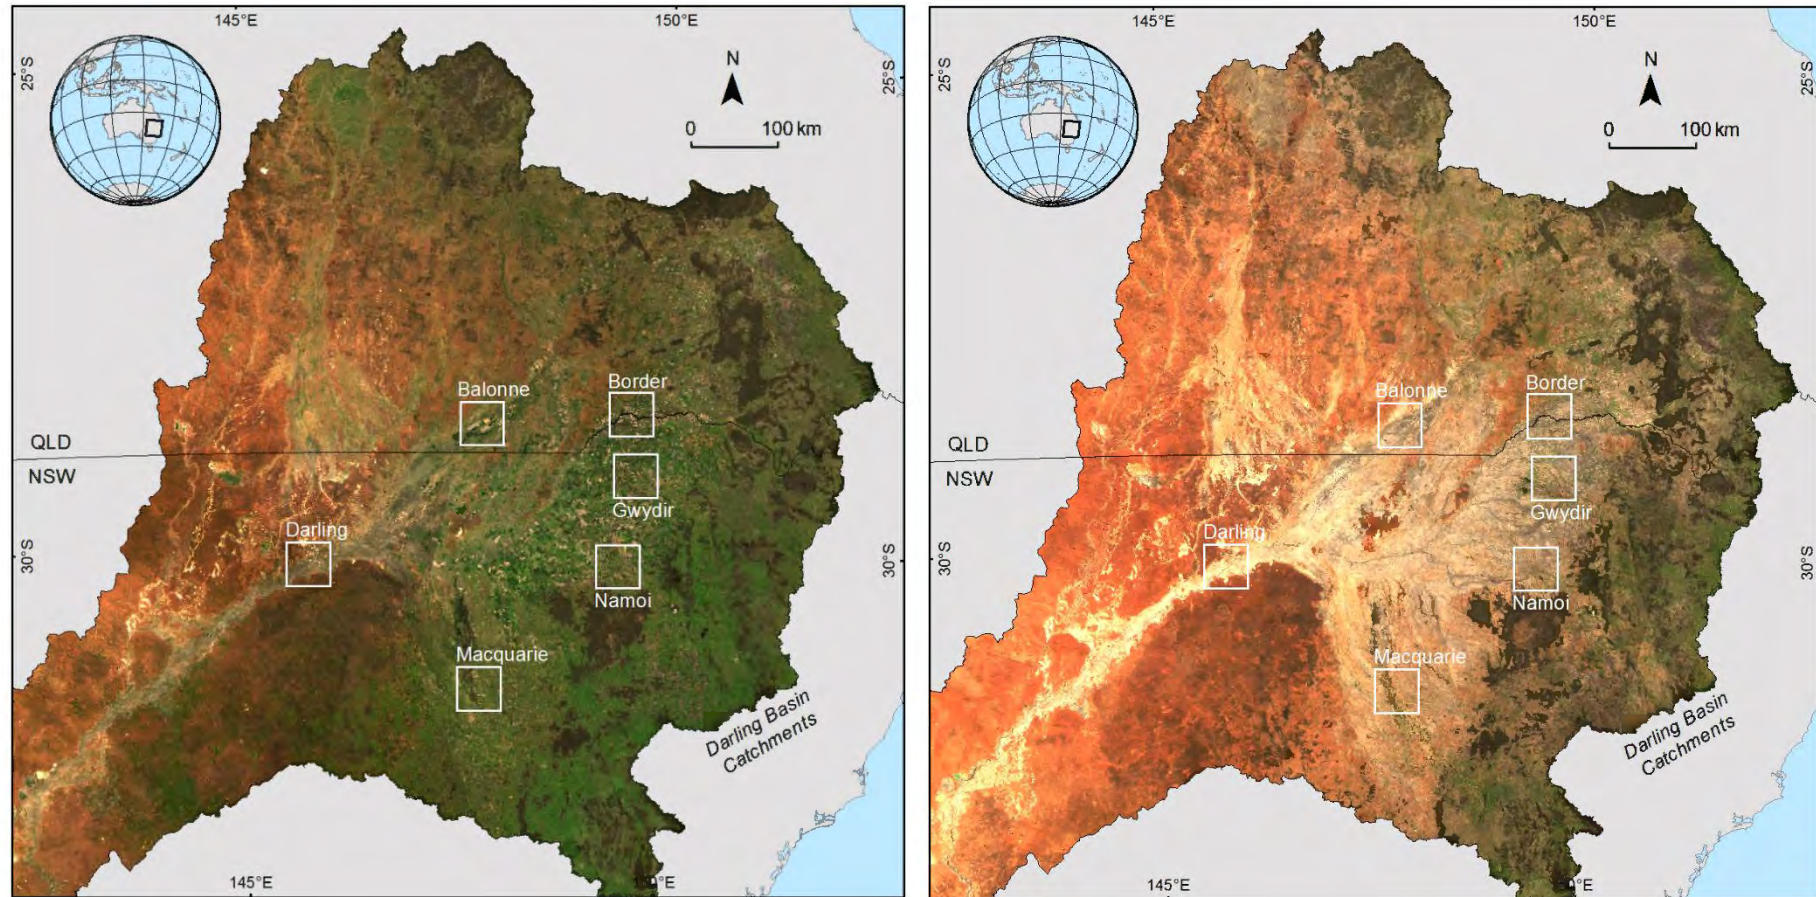 145°E
150°E
25°S
25°S
N
0
100 km
Balonne
Border
QLD
NSW
Gwydir
Darling
30°S
30°S
Namoi
Macquarie
Darling Basin
Catchments
145°E
145°E
150°E
25°S
25°S
N
0
100 km
Balonne
Border
QLD
NSW
Gwydir
Darling
30°S
30°S
Namoi
Macquarie
Darling Basin
Catchments
145°E